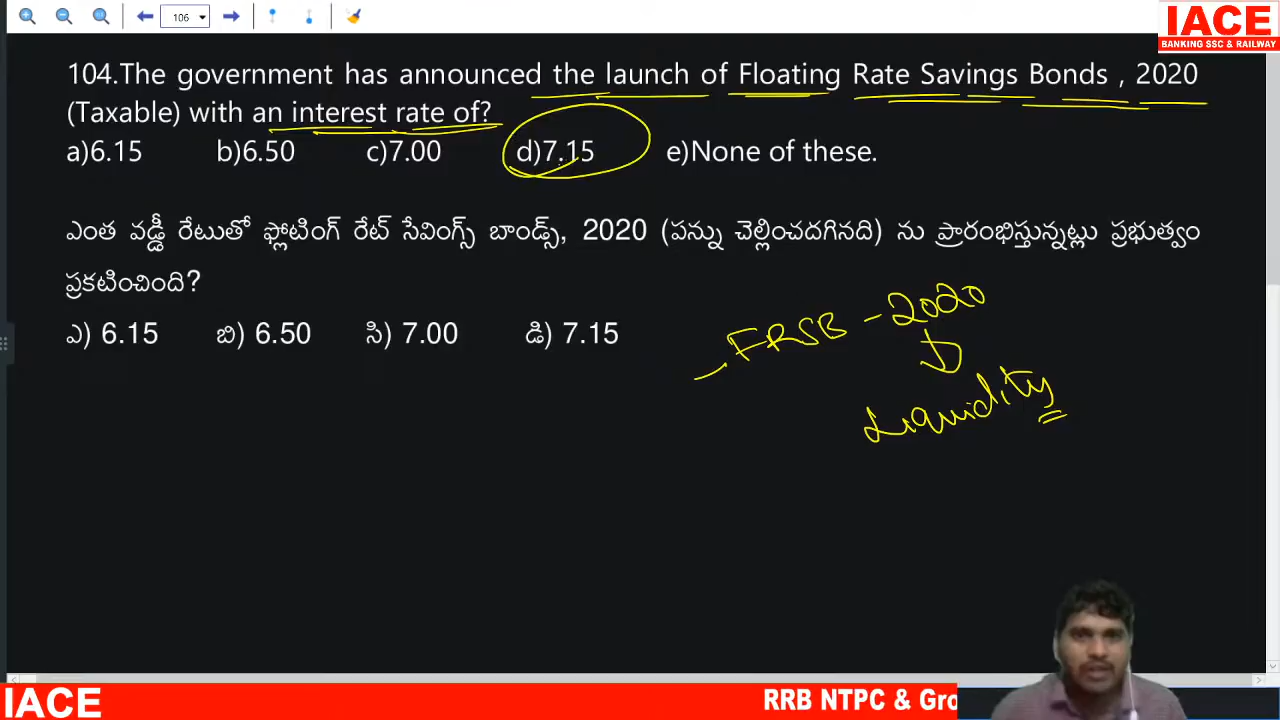 106
IACE
BANKING SSC & RAILWAY
104.The government has announced the launch of Floating Rate Savings Bonds , 2020
(Taxable) with an interest rate of?
a)6.15 b)6.50 c)7.00 d)7.15 e)None of these.
ఎంత వడ్డీ రేటుతో ఫ్లోటింగ్ రేట్ సేవింగ్స్ బాండ్స్, 2020 (పన్ను చెల్లించదగినది) ను ప్రారంభిస్తున్నట్లు ప్రభుత్వం
ప్రకటించింది?
ఎ) 6.15 బి) 6.50 సి) 7.00 డి) 7.15
FRSB - 2020
Liquidity
IACE
RRB NTPC & Gro